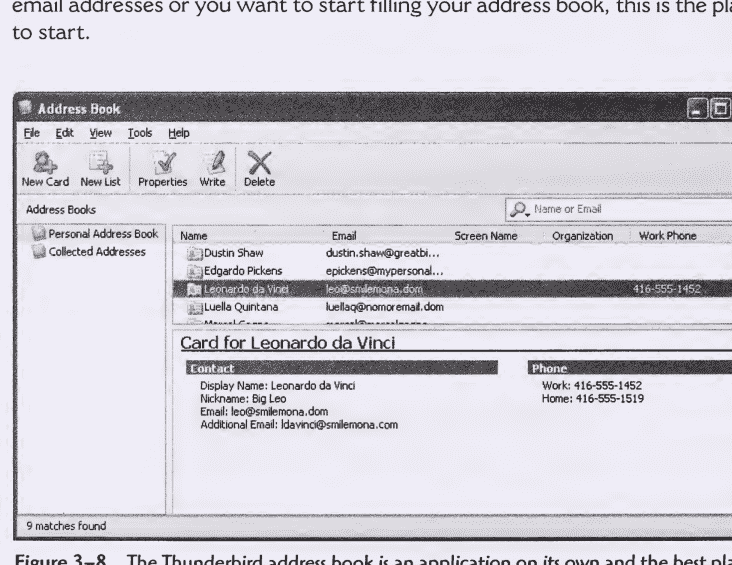 email addresses or you want to start filling your address book, this is the
to start.
Address Book
File Edit View Tools Help
New Card New List Properties Write Delete
Address Books
Name or Email
Personal Address Book
Collected Addresses
Name Email Screen Name Organization Work Phone
Dustin Shaw dustin.shaw@greatbi...
Edgardo Pickens epickens@mypersonal...
Leonardo da Vinci leo@smilemona.dom 416-555-1452
Luella Quintana luellaq@nomoremail.dom
Card for Leonardo da Vinci
Contact
Display Name: Leonardo da Vinci
Nickname: Big Leo
Email: leo@smilemona.dom
Additional Email: ldavinci@smilemona.com
Phone
Work: 416-555-1452
Home: 416-555-1519
9 matches found
Figure 3–8 The Thunderbird address book is an application on its own and the best